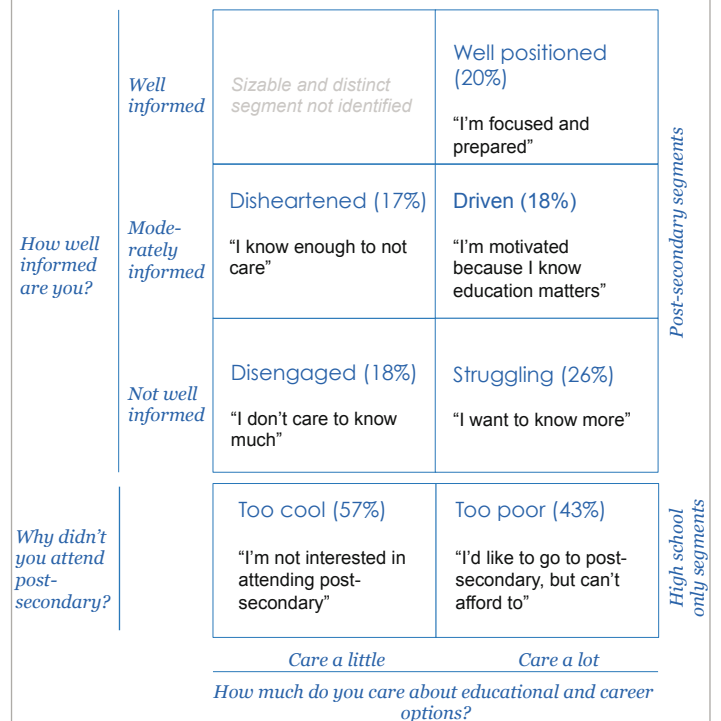 How well
informed
are you?
Well
informed
Sizable and distinct
segment not identified
Well positioned
(20%)
“I’m focused and
prepared”
Mode-
rately
informed
Disheartened (17%)
“I know enough to not
care”
Driven (18%)
“I’m motivated
because I know
education matters”
Not well
informed
Disengaged (18%)
“I don’t care to know
much”
Struggling (26%)
“I want to know more”
Post-secondary segments
Why didn’t
you attend
post-
secondary?
Too cool (57%)
“I’m not interested in
attending post-
secondary”
Too poor (43%)
“I’d like to go to post-
secondary, but can’t
afford to”
High school
only segments
Care a little
Care a lot
How much do you care about educational and career
options?